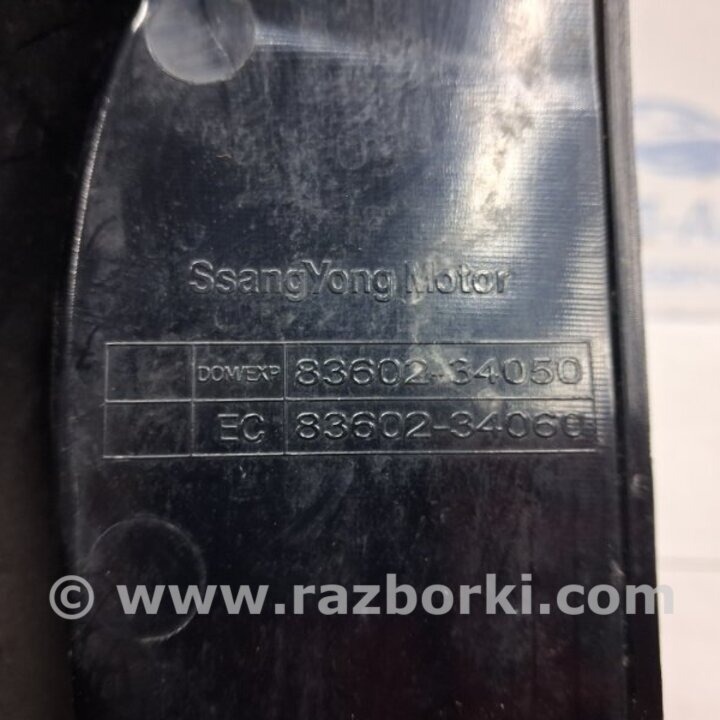 SsangYong Motor
DOM/EXP 83602-34050
EC 83602-34060
© www.razborki.com